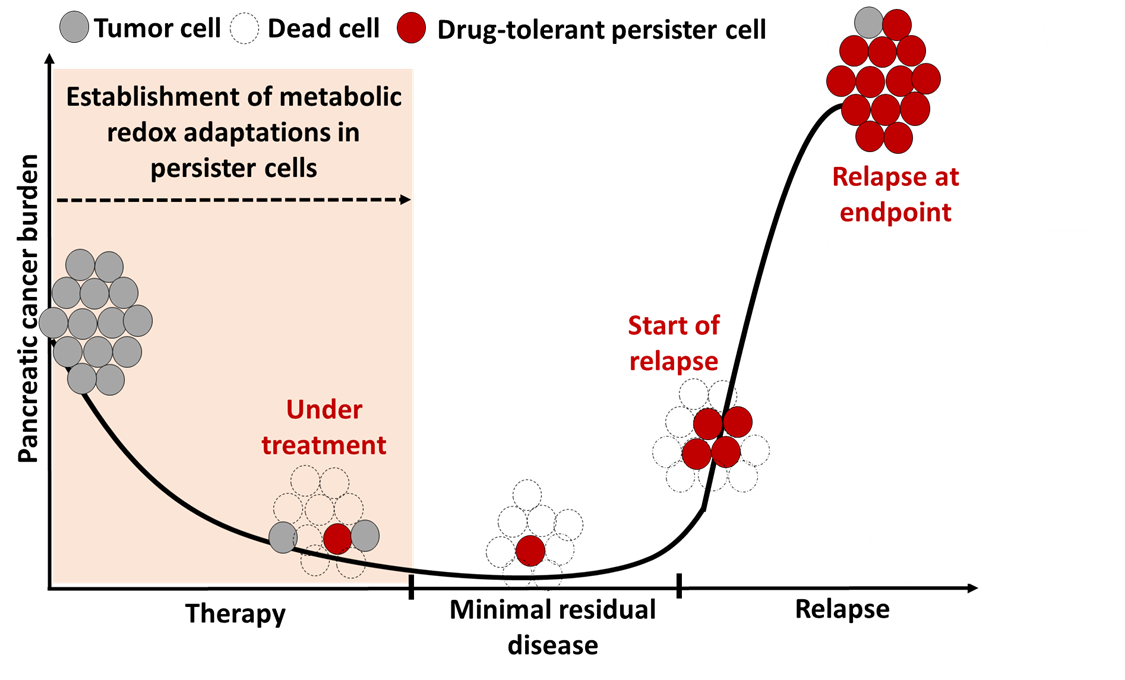 Tumor cell Dead cell Drug-tolerant persister cell
Establishment of metabolic
redox adaptations in
persister cells
Pancreatic cancer burden
Relapse at
endpoint
Start of
relapse
Under
treatment
Therapy
Minimal residual
disease
Relapse